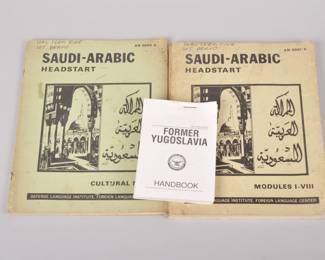 SAUDI-ARABIC
HEADSTART
المملكة
العربية
السعودية
CULTURAL
DEFENSE LANGUAGE INSTITUTE, FOREIGN LANGUAGE
SAUDI-ARABIC
HEADSTART
المملكة
العربية
السعودية
MODULES I-VIII
LANGUAGE INSTITUTE, FOREIGN LANGUAGE CENTER
FORMER
YUGOSLAVIA
HANDBOOK